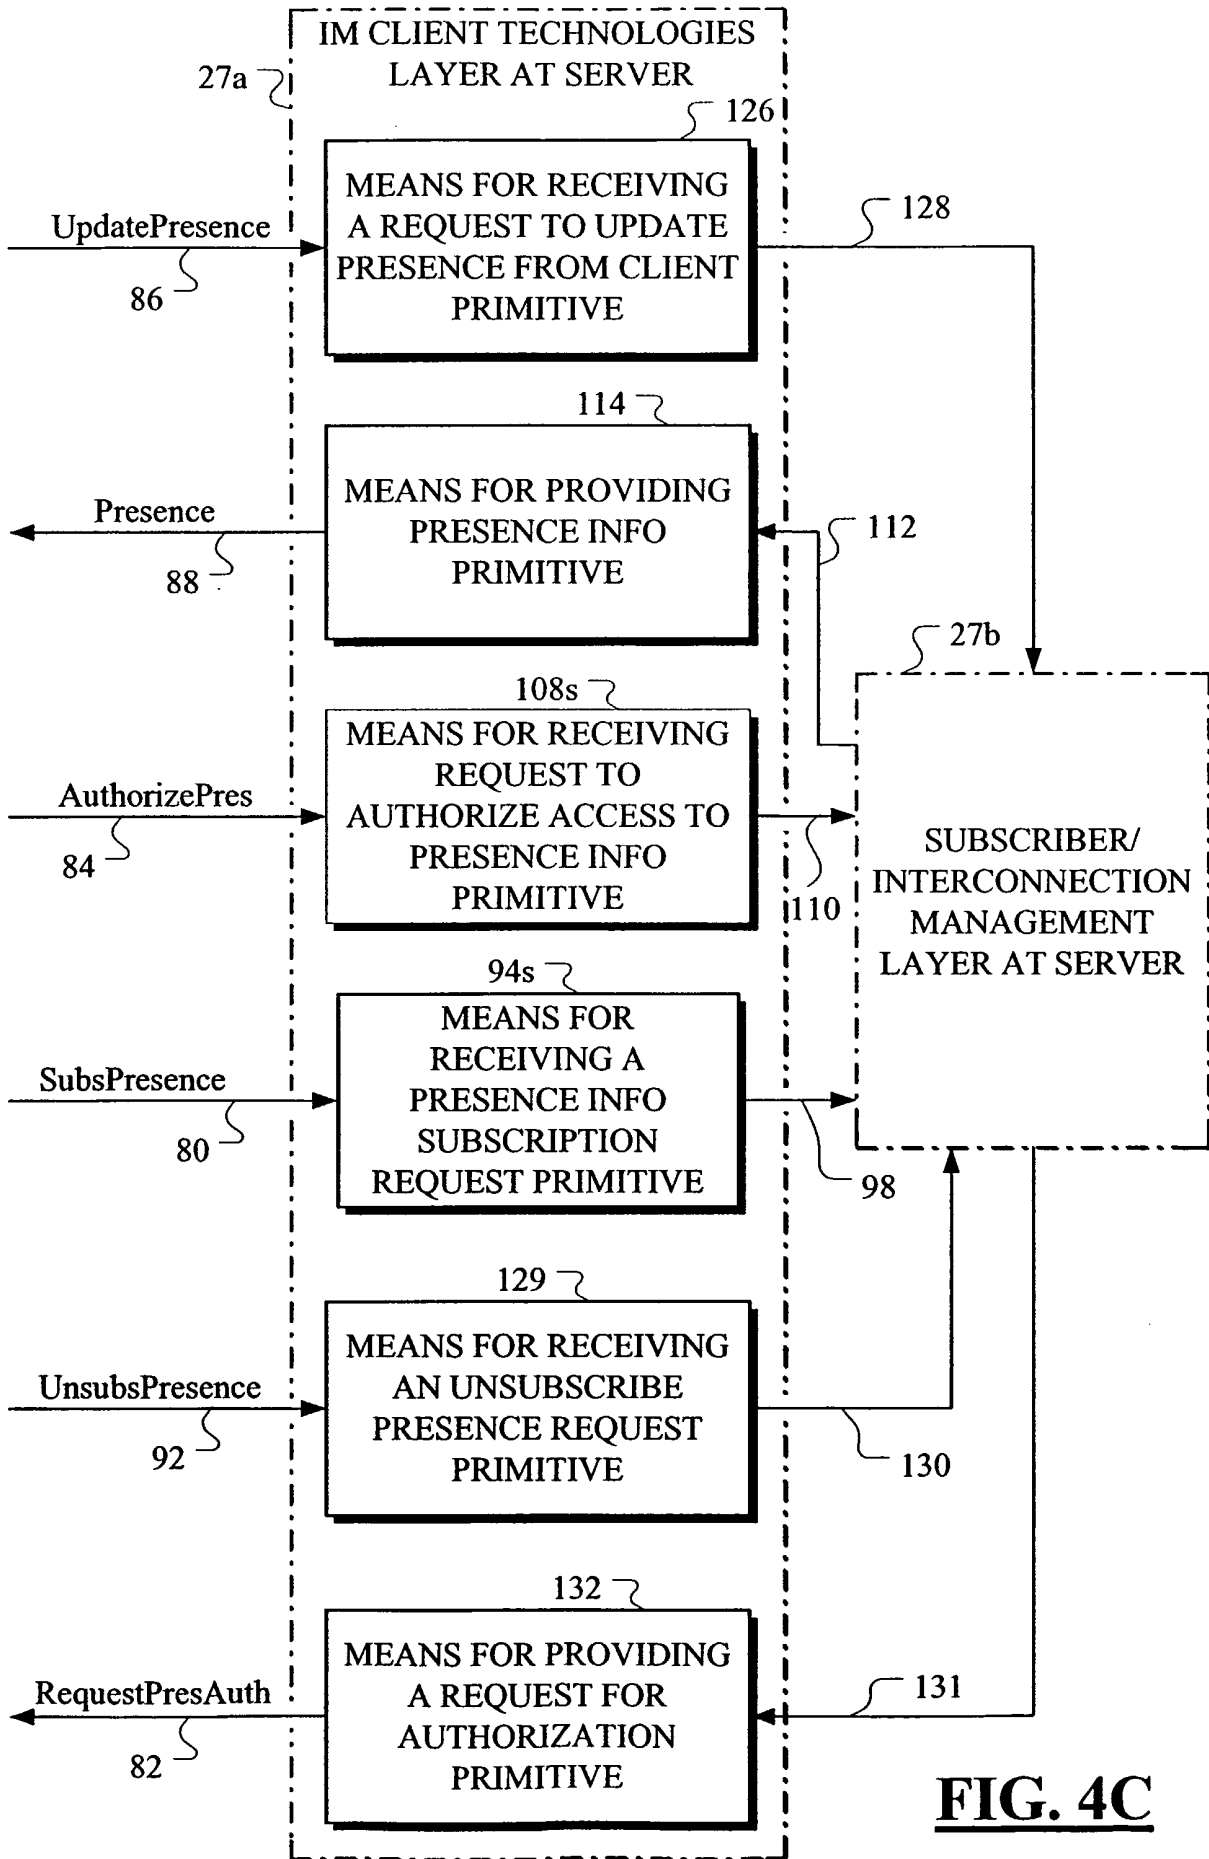 IM CLIENT TECHNOLOGIES
LAYER AT SERVER
27a
126
MEANS FOR RECEIVING
A REQUEST TO UPDATE
PRESENCE FROM CLIENT
PRIMITIVE
UpdatePresence
86
128
114
MEANS FOR PROVIDING
PRESENCE INFO
PRIMITIVE
Presence
88
112
27b
108s
MEANS FOR RECEIVING
REQUEST TO
AUTHORIZE ACCESS TO
PRESENCE INFO
PRIMITIVE
AuthorizePres
84
110
SUBSCRIBER/
INTERCONNECTION
MANAGEMENT
LAYER AT SERVER
94s
MEANS FOR
RECEIVING A
PRESENCE INFO
SUBSCRIPTION
REQUEST PRIMITIVE
SubsPresence
80
98
129
MEANS FOR RECEIVING
AN UNSUBSCRIBE
PRESENCE REQUEST
PRIMITIVE
UnsubsPresence
92
130
132
MEANS FOR PROVIDING
A REQUEST FOR
AUTHORIZATION
PRIMITIVE
RequestPresAuth
82
131
FIG. 4C